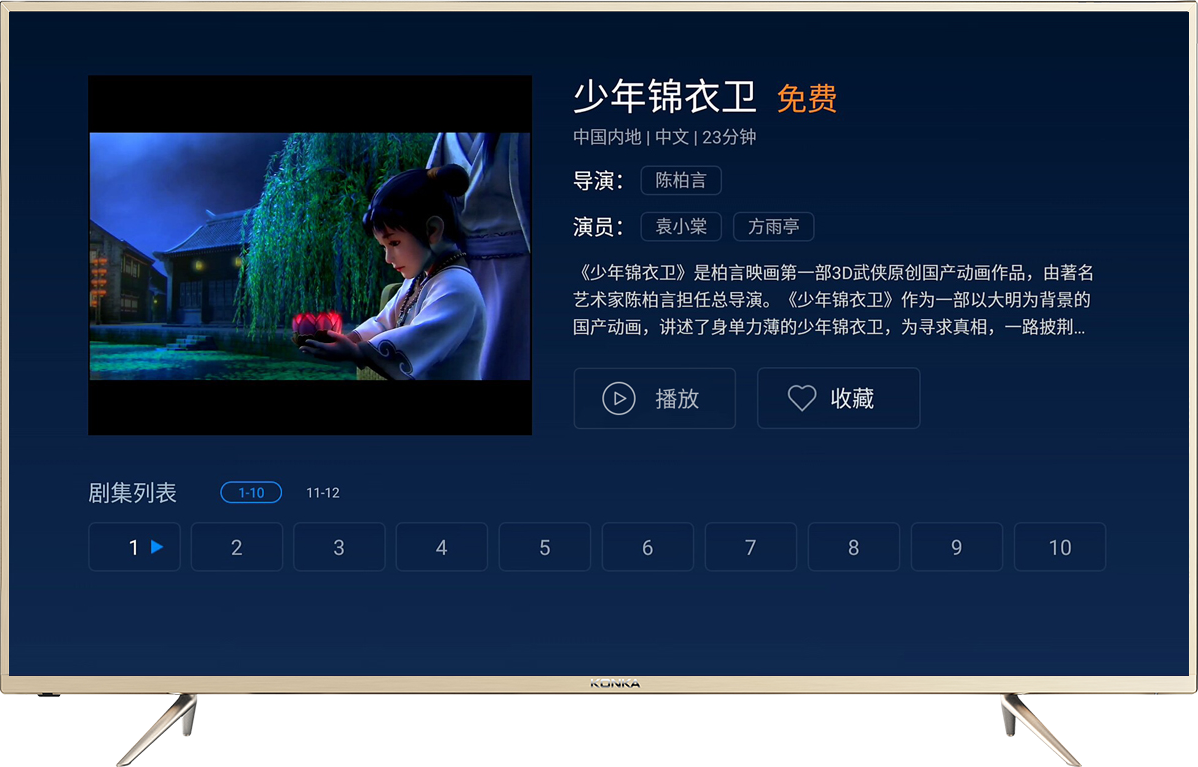 少年锦衣卫 免费
中国内地 | 中文 | 23分钟
导演： 陈柏言
演员： 袁小棠 方雨亭
《少年锦衣卫》是柏言映画第一部3D武侠原创国产动画作品，由著名
艺术家陈柏言担任总导演。《少年锦衣卫》作为一部以大明为背景的
国产动画，讲述了身单力薄的少年锦衣卫，为寻求真相，一路披荆...
播放 收藏
剧集列表 1-10 11-12
1 2 3 4 5 6 7 8 9 10
KONKA